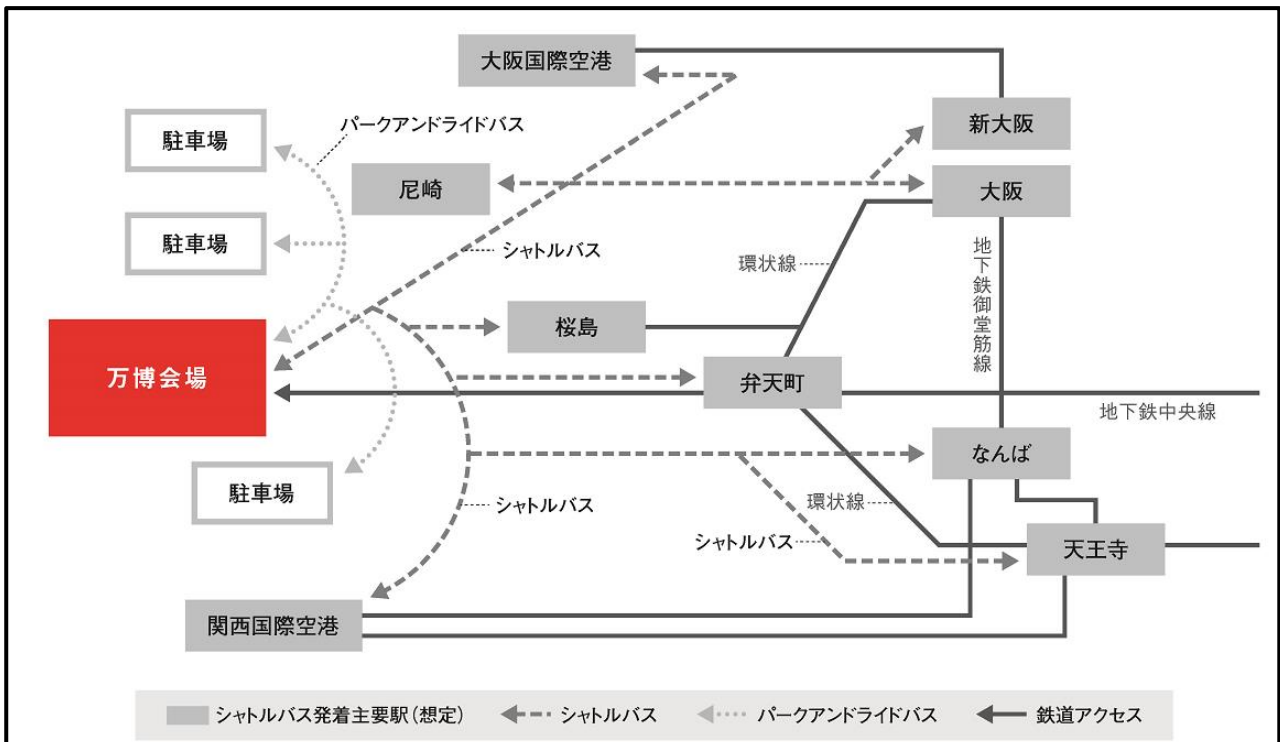 大阪国際空港
駐車場
パークアンドライドバス
新大阪
尼崎
大阪
駐車場
シャトルバス
環状線
地下鉄御堂筋線
桜島
万博会場
弁天町
地下鉄中央線
なんば
駐車場
シャトルバス
環状線
シャトルバス
天王寺
関西国際空港
シャトルバス発着主要駅(想定)
シャトルバス
パークアンドライドバス
鉄道アクセス